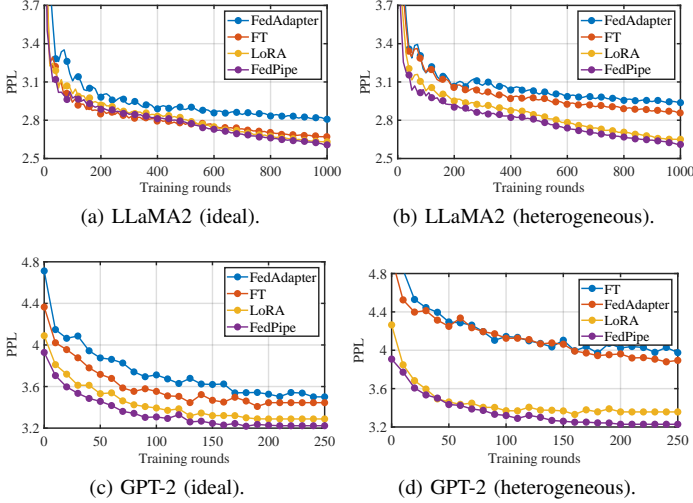 3.7
3.4
3.1
2.8
2.5
PPL
FedAdapter
FT
LoRA
FedPipe
0 200 400 600 800 1000
Training rounds
(a) LLaMA2 (ideal).
3.7
3.4
3.1
2.8
2.5
PPL
FedAdapter
FT
LoRA
FedPipe
0 200 400 600 800 1000
Training rounds
(b) LLaMA2 (heterogeneous).
4.8
4.4
4
3.6
3.2
PPL
FedAdapter
FT
LoRA
FedPipe
0 50 100 150 200 250
Training rounds
(c) GPT-2 (ideal).
4.8
4.4
4
3.6
3.2
PPL
FT
FedAdapter
LoRA
FedPipe
0 50 100 150 200 250
Training rounds
(d) GPT-2 (heterogeneous).